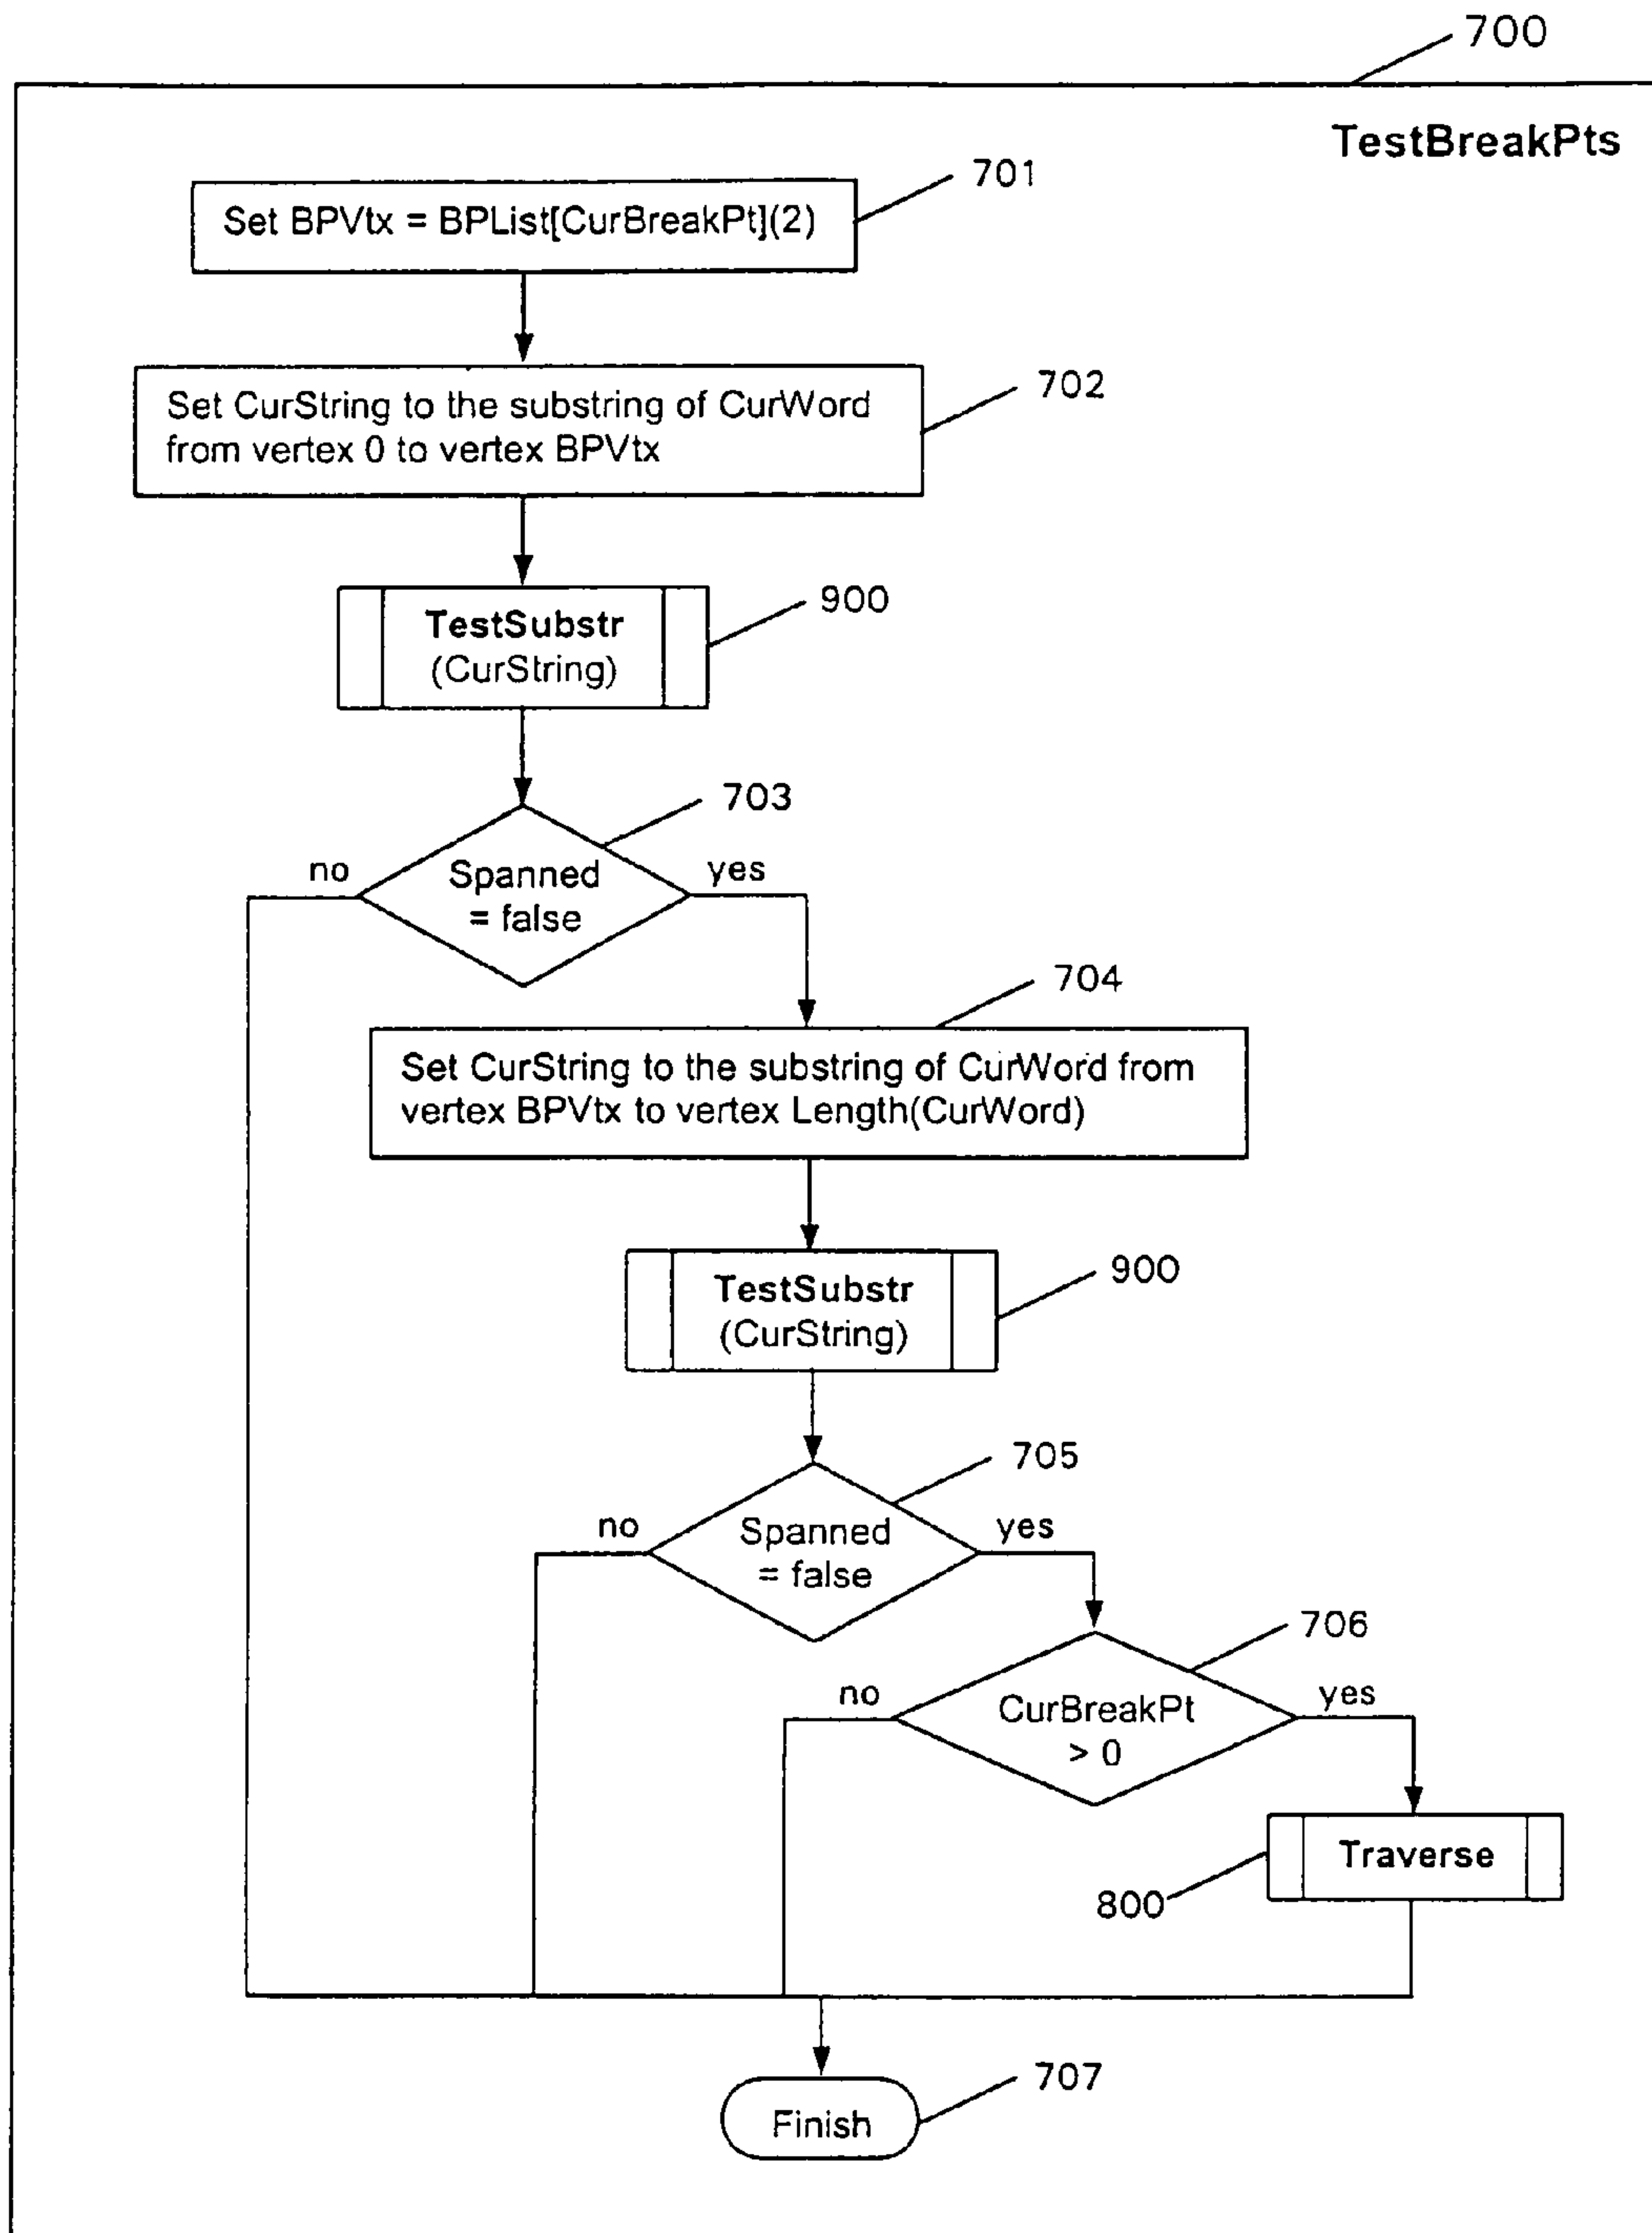 700
TestBreakPts
701
Set BPVtx = BPList[CurBreakPt](2)
702
Set CurString to the substring of CurWord
from vertex 0 to vertex BPVtx
900
TestSubstr
(CurString)
703
no
yes
Spanned
= false
704
Set CurString to the substring of CurWord from
vertex BPVtx to vertex Length(CurWord)
900
TestSubstr
(CurString)
705
no
yes
Spanned
= false
706
no
yes
CurBreakPt
> 0
Traverse
800
707
Finish